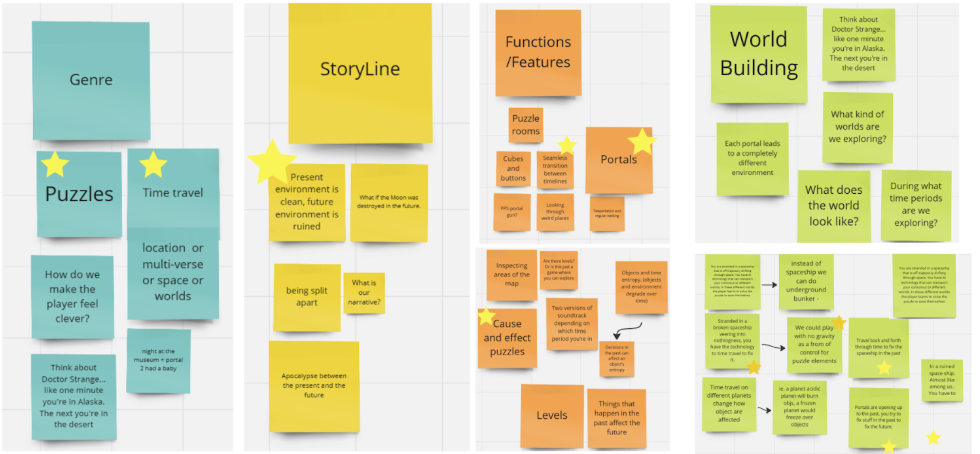 Genre
Puzzles
Time travel
location or
multi-verse
or space or
worlds
How do we
make the
player feel
clever?
night at the
museum + portal
2 had a baby
Think about
Doctor Strange...
like one minute
you're in Alaska.
The next you're in
the desert
StoryLine
Present
environment is
clean, future
environment is
ruined
What if the Moon was
destroyed in the future.
being split
apart
What is
our
narrative?
Apocalypse between
the present and the
future
Functions
/Features
Puzzle
rooms
Portals
Cubes
and
buttons
Seamless
transition
between
timelines
FPS portal
gun?
Looking
through
weird planes
Inspecting
areas of the
map
Are there levels?
Or is this just a
game where
you can explore
Objects and time
entropy, (objects
and environment
degrade over
time)
Cause
and effect
puzzles
Two versions of
soundtrack
depending on
which time
period you're in
Decisions in
the past can
affect an
object's
entropy
Levels
Things that
happen in the
past affect the
future
World
Building
Think about
Doctor Strange...
like one minute
you're in Alaska.
The next you're in
the desert
What kind of
worlds are
we exploring?
Each portal leads
to a completely
different
environment
What does
the world
look like?
During what
time periods
are we
exploring?
instead of
spaceship we
can do
underground
bunker -
Stranded in a
broken spaceship
veering into
nothingness, you
have the technology
to time travel to fix
it.
We could play
with no gravity
as a from of
control for
puzzle elements
Travel back and forth
through time to fix the
spaceship in the past
In a ruined
space ship.
Almost like
among us.
You have to
Time travel on
different planets
change how
object are
affected
ie. a planet acidic
planet will burn
ship, a frozen
planet would
freeze over
objects
Portals are opening up
to the past, you try to
fix stuff in the past to
fix the future.